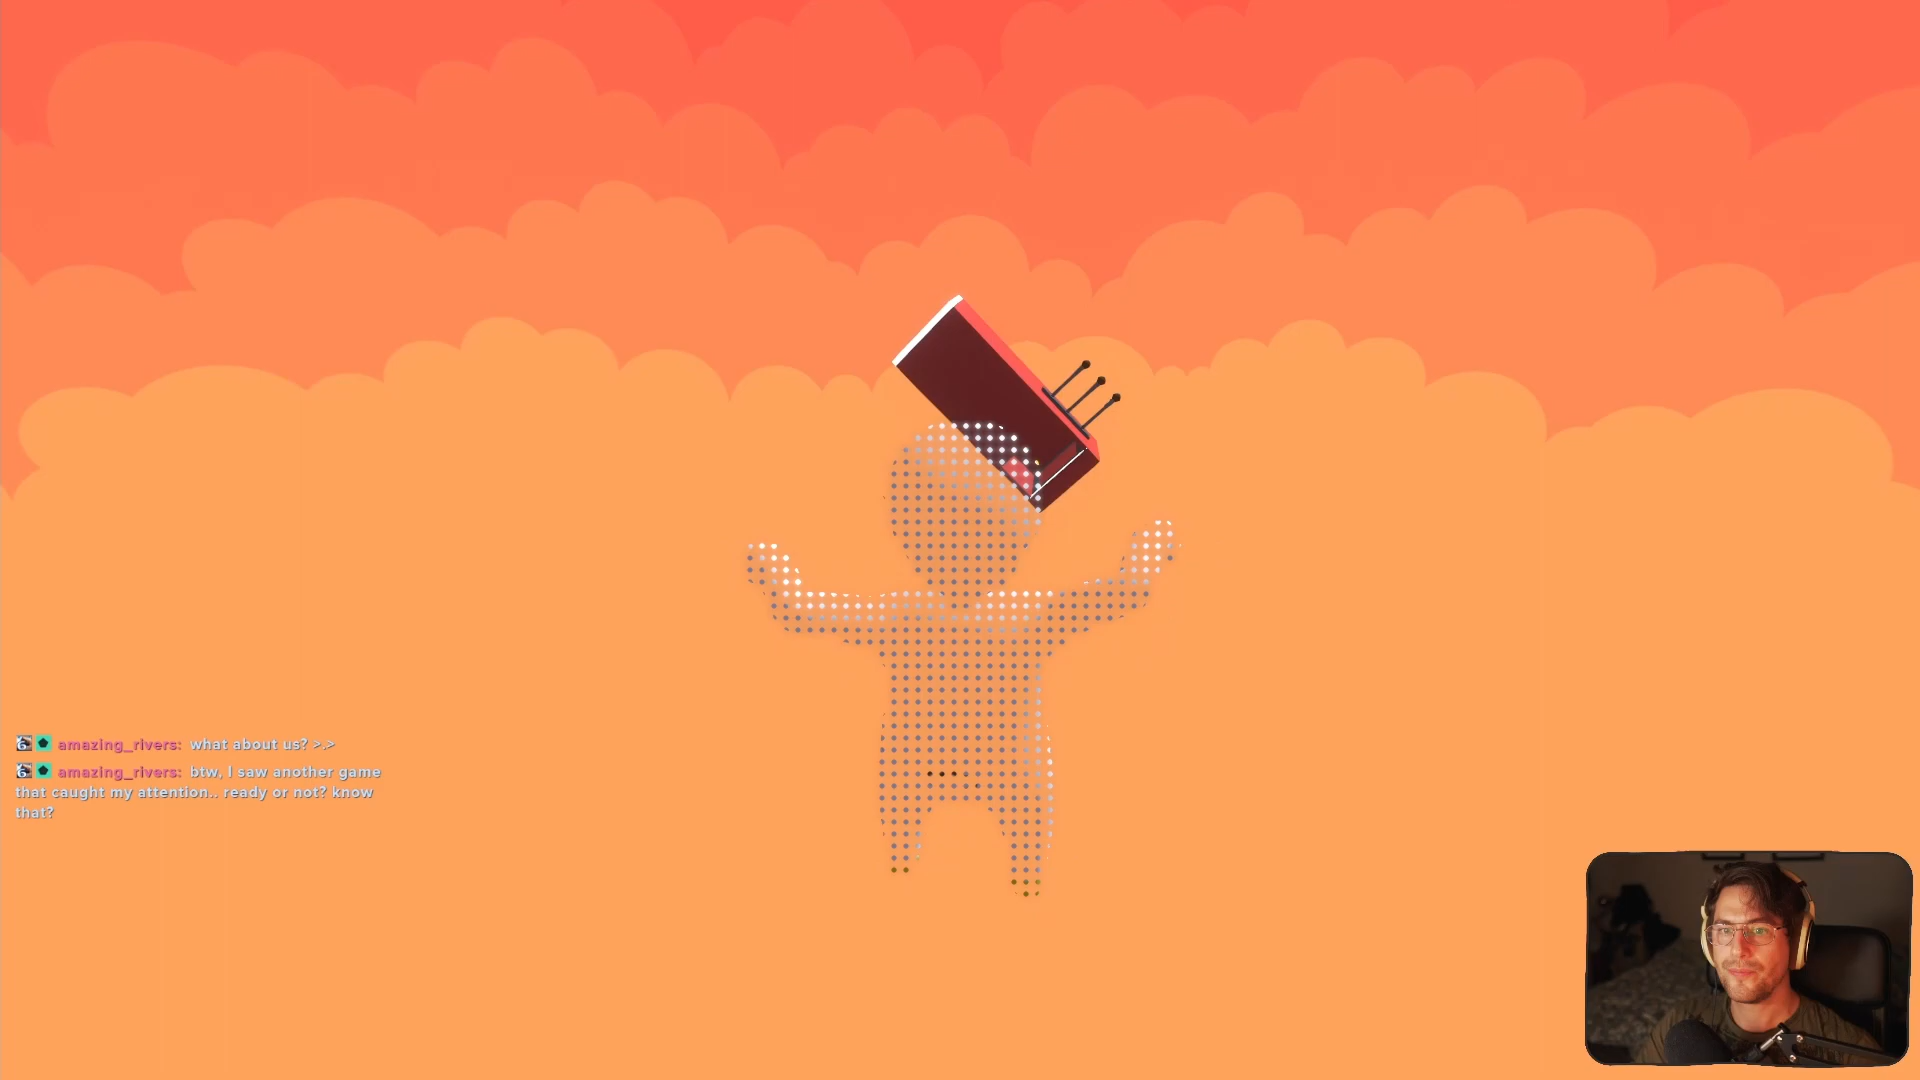 amazing_rivers: what about us? >.>
amazing_rivers: btw, I saw another game
that caught my attention.. ready or not? know
that?